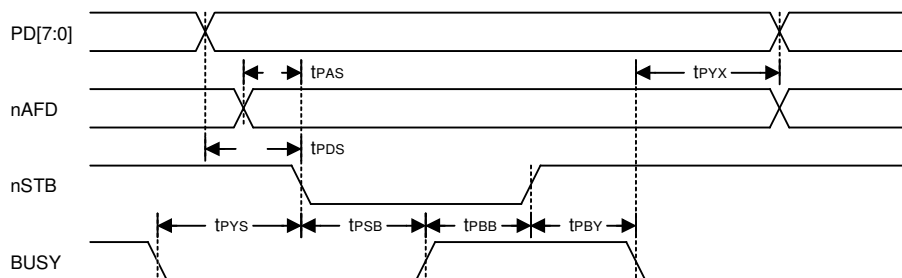 PD[7:0]
tPAS
tPYX
nAFD
tPDS
nSTB
tPYS
tPSB
tPBB
tPBY
BUSY